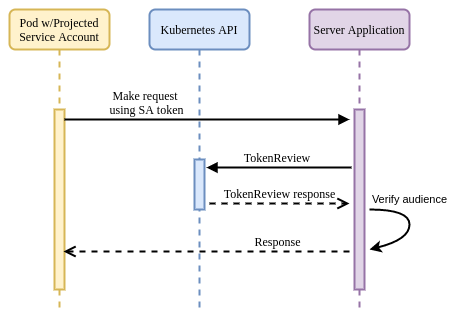 Pod w/Projected
Service Account
Kubernetes API
Server Application
Make request
using SA token
TokenReview
TokenReview response
Verify audience
Response